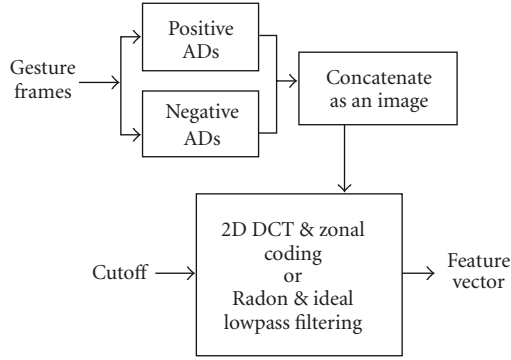 Gesture
frames
Positive
ADs
Negative
ADs
Concatenate
as an image
Cutoff
2D DCT & zonal
coding
or
Radon & ideal
lowpass filtering
Feature
vector